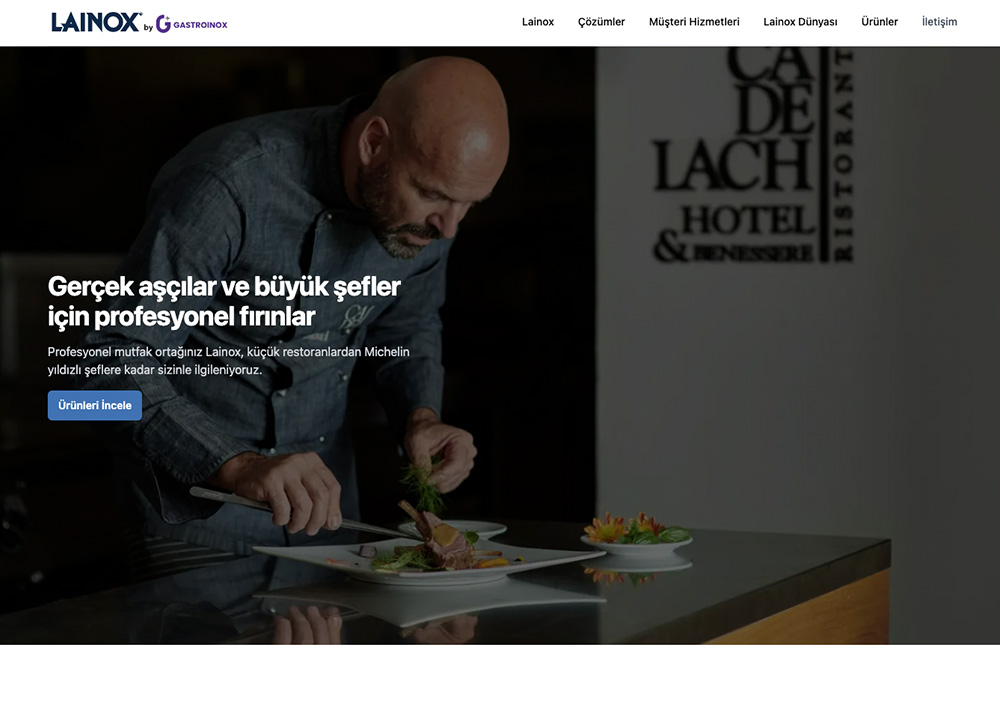 LAINOX® by GASTROINOX
Lainox Çözümler Müşteri Hizmetleri Lainox Dünyası Ürünler İletişim
CA
DE
LACH
HOTEL
& BENESSERE
RISTORANT
Gerçek aşçılar ve büyük şefler
için profesyonel fırınlar
Profesyonel mutfak ortağınız Lainox, küçük restoranlardan Michelin
yıldızlı şeflere kadar sizinle ilgileniyoruz.
Ürünleri İncele